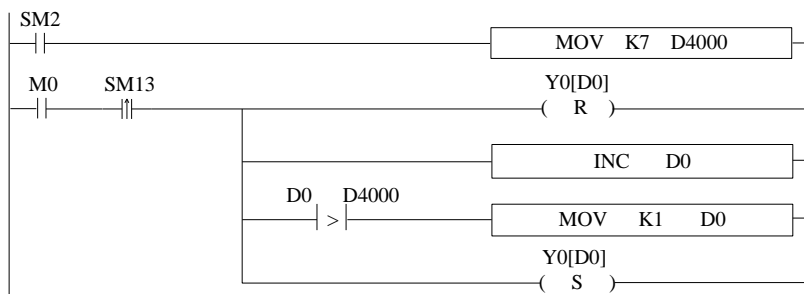 SM2
MOV K7 D4000
M0 SM13
Y0[D0]
( R )
INC D0
D0 D4000
>
MOV K1 D0
Y0[D0]
( S )